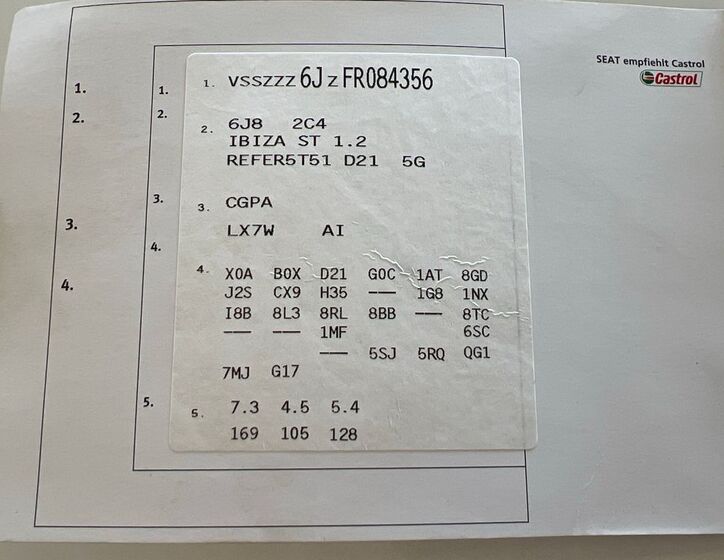 SEAT empfiehlt Castrol
Castrol
1. 1. 1. VSSZZZ 6J Z FR084356
2. 2. 2. 6J8 2C4
IBIZA ST 1.2
REFER5T51 D21 5G
3. 3. 3. CGPA
LX7W AI
4. 4. 4. X0A B0X D21 G0C 1AT 8GD
J2S CX9 H35 --- 1G8 1NX
I8B 8L3 8RL 8BB --- 8TC
--- --- 1MF 6SC
--- 5SJ 5RQ QG1
7MJ G17
5. 5. 7.3 4.5 5.4
169 105 128